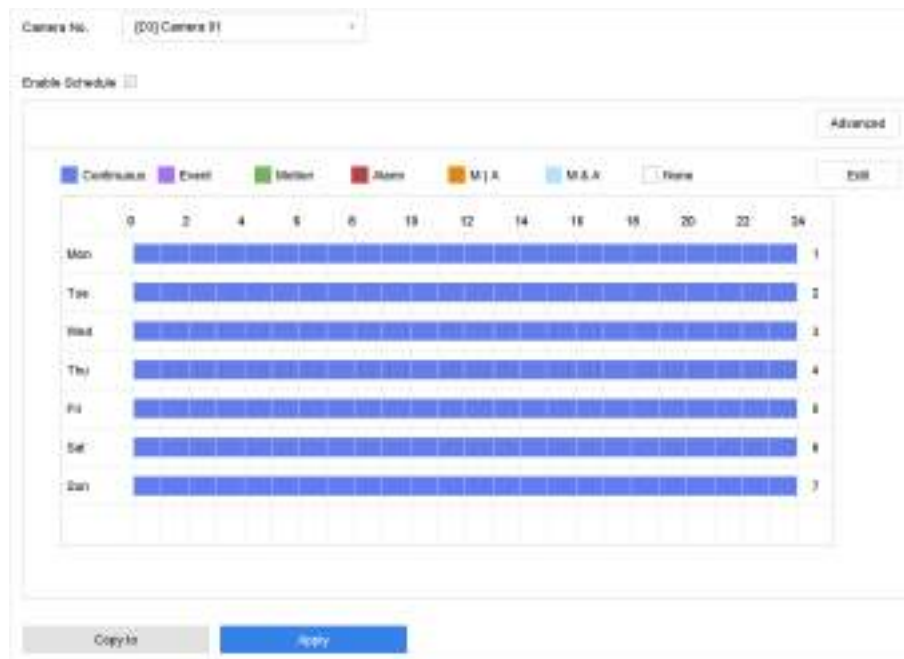 Camera No. [D3] Camera 01
Enable Schedule
Advanced
Continuous Event Motion Alarm M | A M & A None Edit
0 2 4 6 8 10 12 14 16 18 20 22 24
Mon 1
Tue 2
Wed 3
Thu 4
Fri 5
Sat 6
Sun 7
Copy to Apply